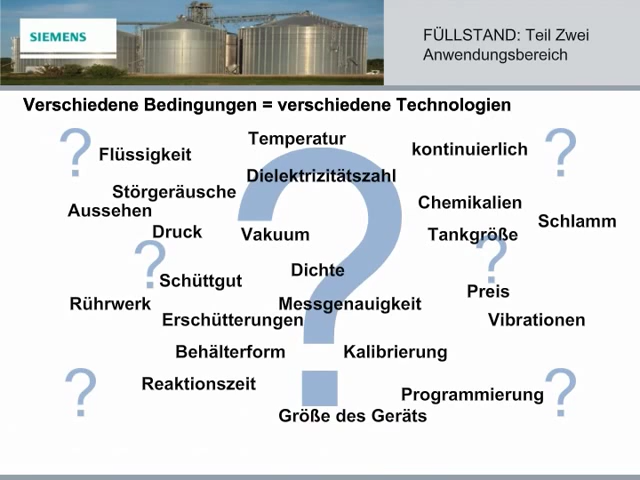 SIEMENS
FÜLLSTAND: Teil Zwei
Anwendungsbereich
Verschiedene Bedingungen = verschiedene Technologien
? ? ?
Temperatur
Flüssigkeit
kontinuierlich
Dielektrizitätszahl
Störgeräusche
Chemikalien
Aussehen
Schlamm
Druck
Vakuum
Tankgröße
? ?
Dichte
Schüttgut
Preis
Rührwerk
Messgenauigkeit
Erschütterungen
Vibrationen
Behälterform
Kalibrierung
? ?
Reaktionszeit
Programmierung
Größe des Geräts